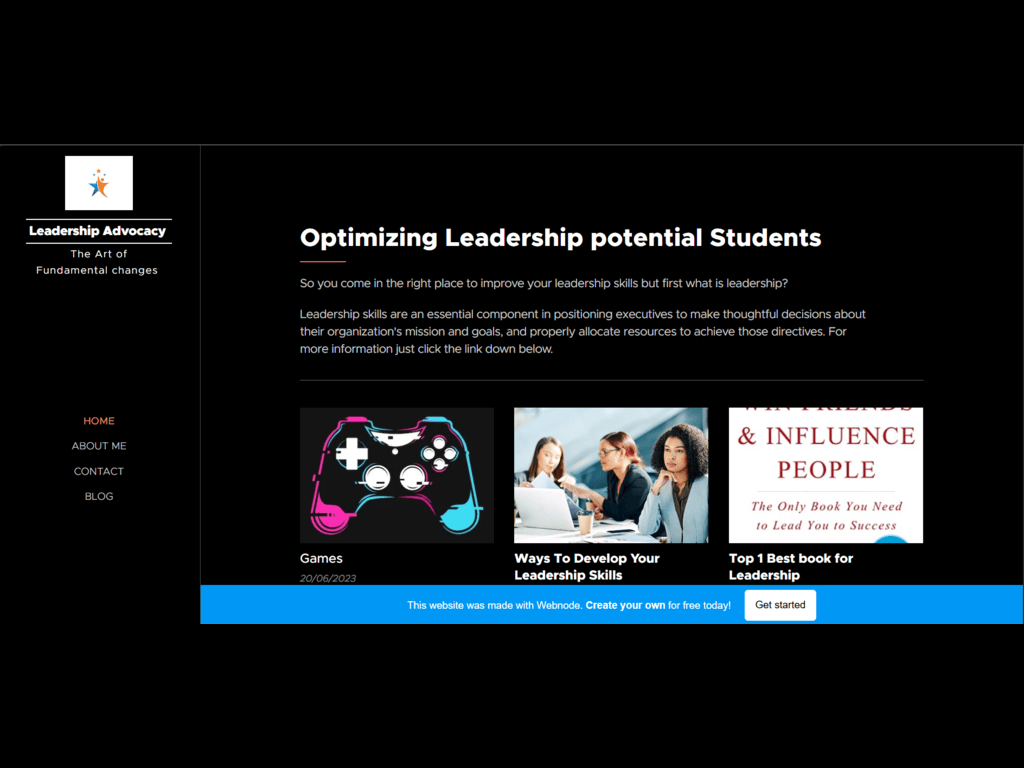 Leadership Advocacy
The Art of
Fundamental changes
HOME
ABOUT ME
CONTACT
BLOG
Optimizing Leadership potential Students
So you come in the right place to improve your leadership skills but first what is leadership?
Leadership skills are an essential component in positioning executives to make thoughtful decisions about
their organization's mission and goals, and properly allocate resources to achieve those directives. For
more information just click the link down below.
Games
20/06/2023
Ways To Develop Your
Leadership Skills
WIN FRIENDS
& INFLUENCE
PEOPLE
The Only Book You Need
to Lead You to Success
Top 1 Best book for
Leadership
This website was made with Webnode. Create your own for free today!
Get started